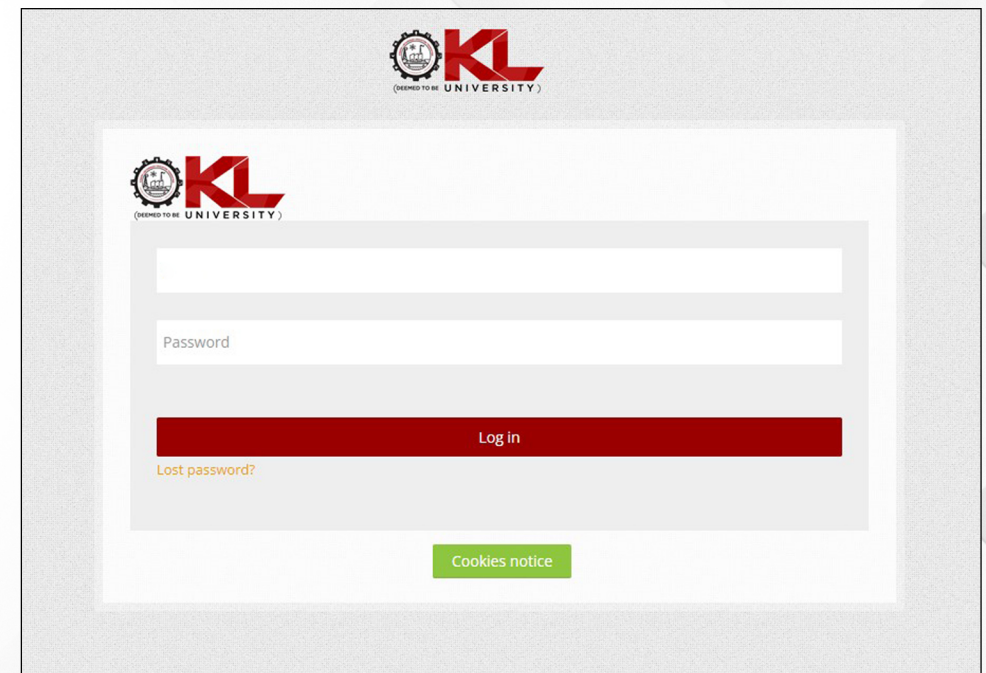 KL
(DEEMED TO BE UNIVERSITY)
KL
(DEEMED TO BE UNIVERSITY)
Password
Log in
Lost password?
Cookies notice